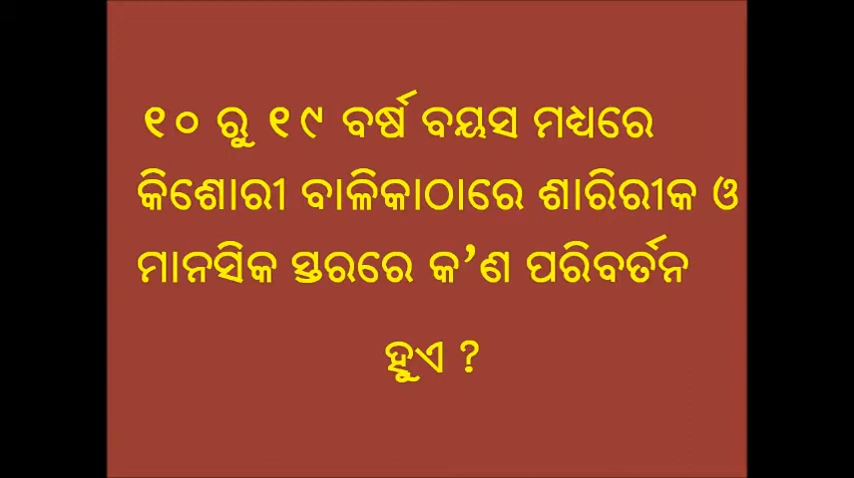 ୧୦ ରୁ ୧୯ ବର୍ଷ ବୟସ ମଧ୍ୟରେ
କିଶୋରୀ ବାଳିକାଠାରେ ଶାରିରୀକ ଓ
ମାନସିକ ସ୍ତରରେ କ’ଣ ପରିବର୍ତନ
ହୁଏ ?